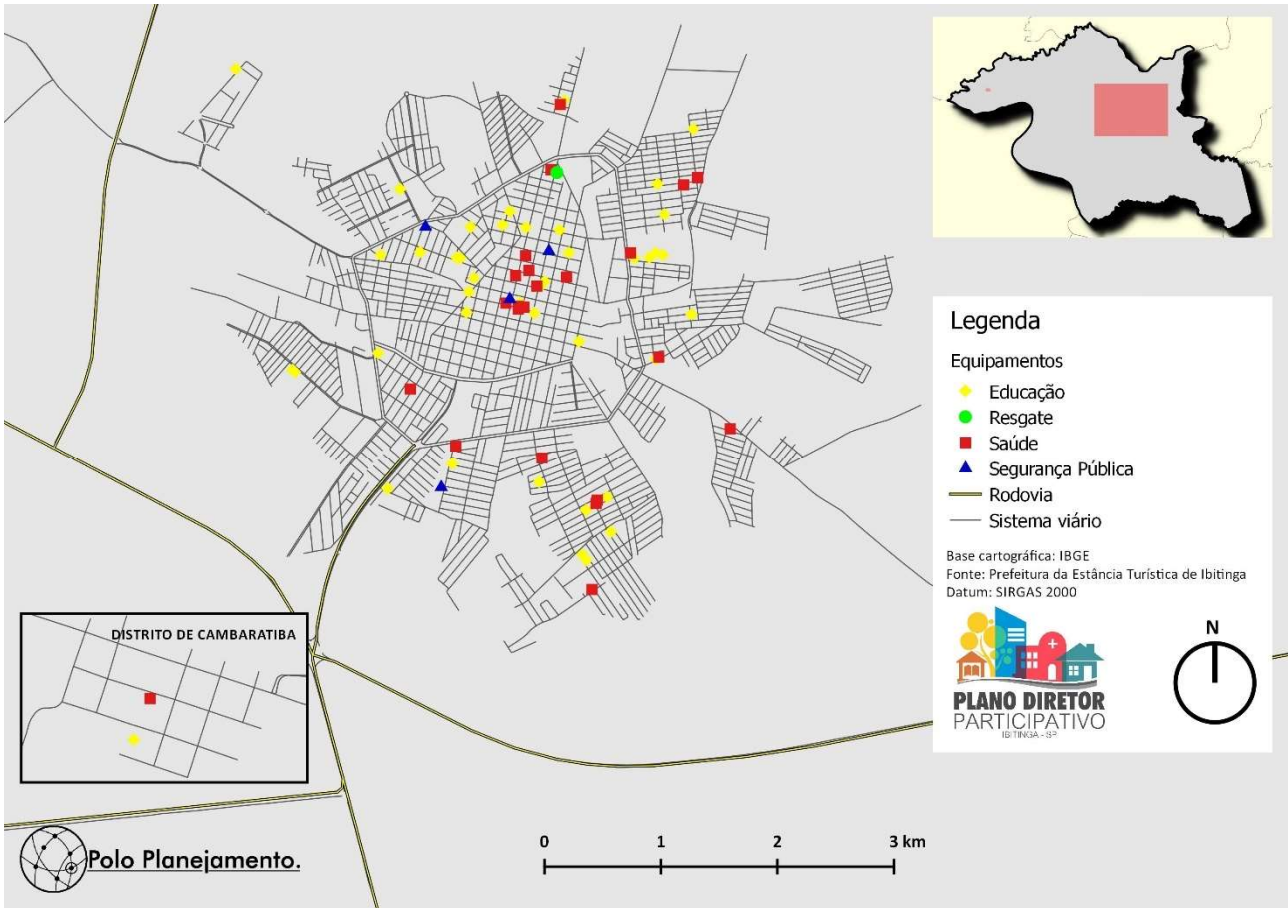 Legenda
Equipamentos
Educação
Resgate
Saúde
Segurança Pública
Rodovia
Sistema viário
Base cartográfica: IBGE
Fonte: Prefeitura da Estância Turística de Ibitinga
Datum: SIRGAS 2000
PLANO DIRETOR
PARTICIPATIVO
IBITINGA - SP
N
DISTRITO DE CAMBARATIBA
Polo Planejamento.
0 1 2 3 km